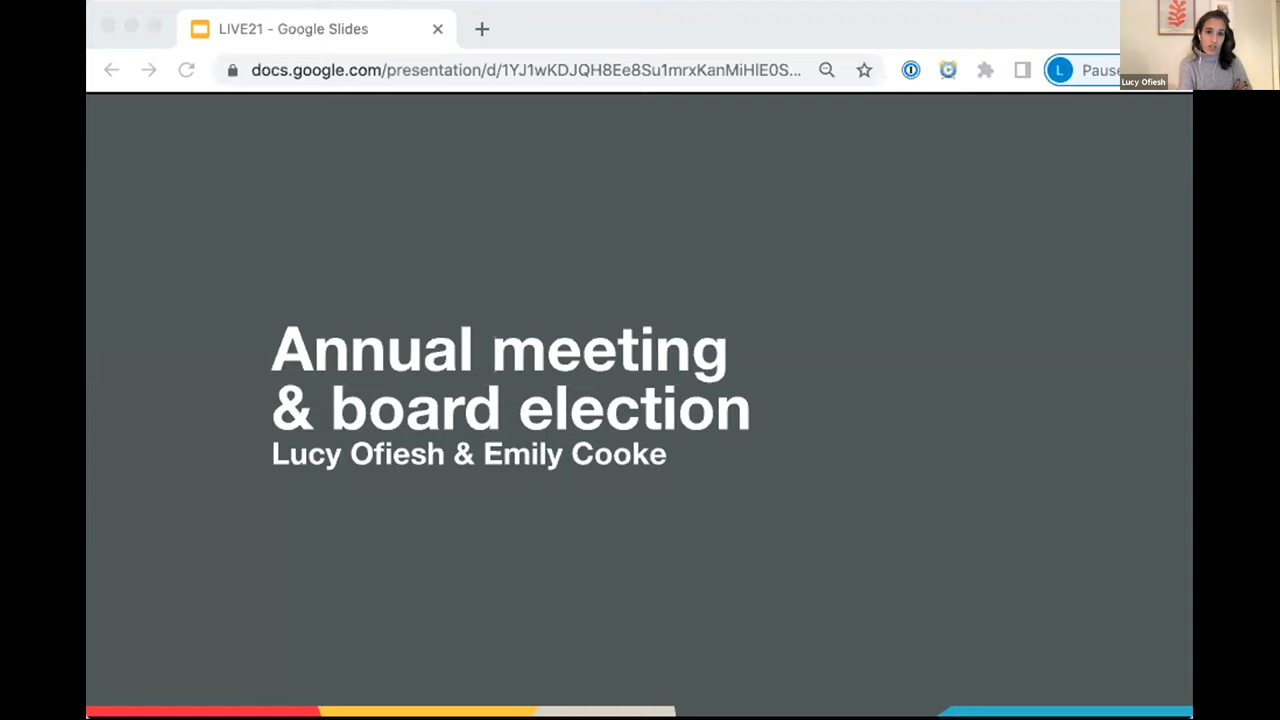 LIVE21 - Google Slides
docs.google.com/presentation/d/1YJ1wKDJQH8Ee8Su1mrxKanMiHlE0S...
L
Pause
Lucy Ofiesh
Annual meeting
& board election
Lucy Ofiesh & Emily Cooke